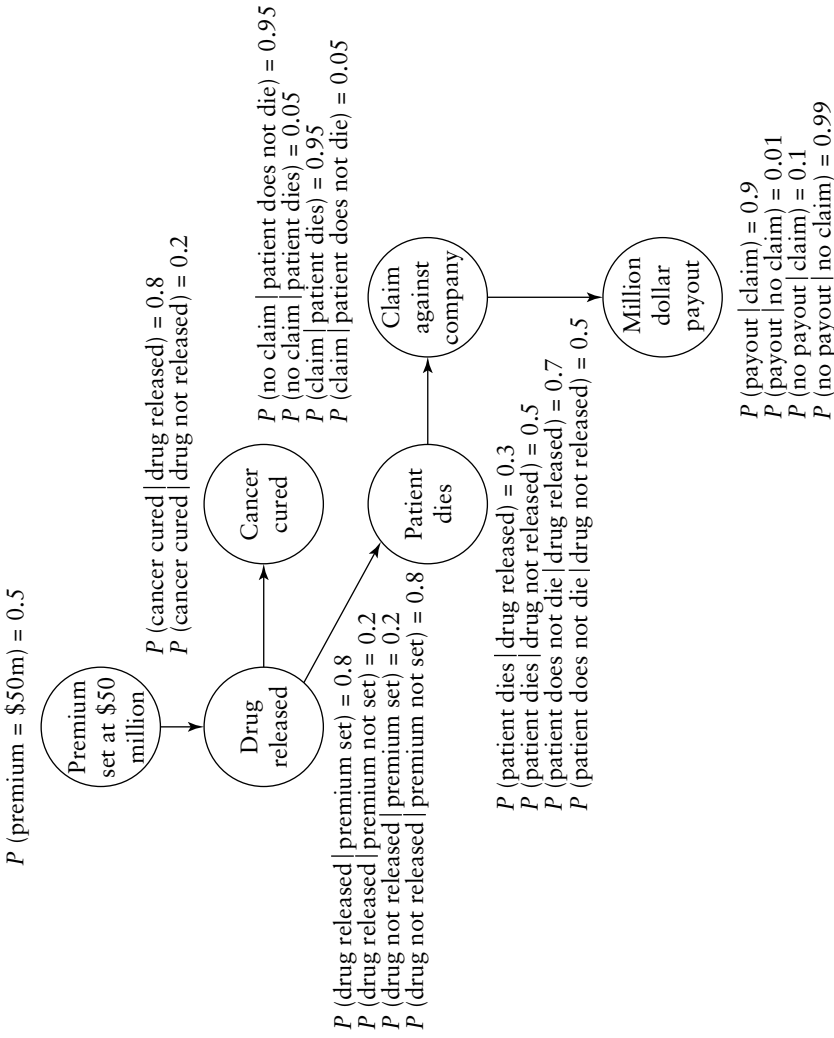 P (premium = $50m) = 0.5
Premium
set at $50
million
P (cancer cured | drug released) = 0.8
P (cancer cured | drug not released) = 0.2
Drug
released
Cancer
cured
P (no claim | patient does not die) = 0.95
P (no claim | patient dies) = 0.05
P (claim | patient dies) = 0.95
P (claim | patient does not die) = 0.05
P (drug released | premium set) = 0.8
P (drug released | premium not set) = 0.2
P (drug not released | premium set) = 0.2
P (drug not released | premium not set) = 0.8
Patient
dies
Claim
against
company
P (patient dies | drug released) = 0.3
P (patient dies | drug not released) = 0.5
P (patient does not die | drug released) = 0.7
P (patient does not die | drug not released) = 0.5
Million
dollar
payout
P (payout | claim) = 0.9
P (payout | no claim) = 0.01
P (no payout | claim) = 0.1
P (no payout | no claim) = 0.99